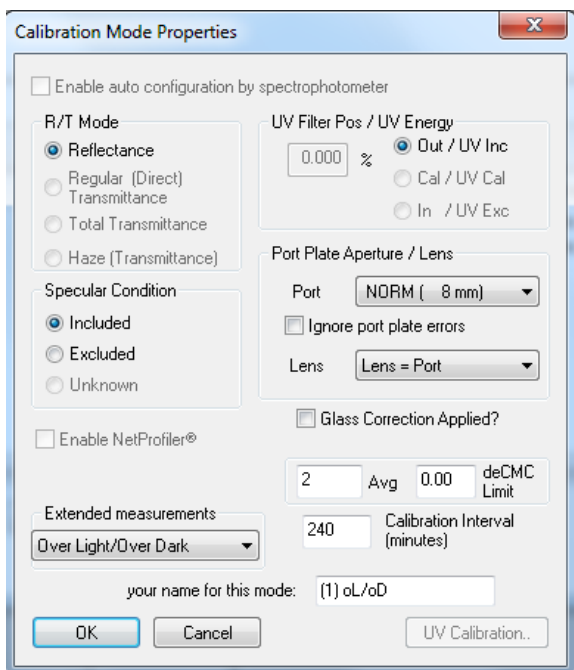 Calibration Mode Properties
Enable auto configuration by spectrophotometer
R/T Mode
Reflectance
Regular (Direct)
Transmittance
Total Transmittance
Haze (Transmittance)
UV Filter Pos / UV Energy
0.000 %
Out / UV Inc
Cal / UV Cal
In / UV Exc
Specular Condition
Included
Excluded
Unknown
Port Plate Aperture / Lens
Port NORM ( 8 mm)
Ignore port plate errors
Lens Lens = Port
Glass Correction Applied?
Enable NetProfiler®
2 Avg 0.00 deCMC
Limit
Extended measurements
Over Light/Over Dark
240 Calibration Interval
(minutes)
your name for this mode: (1) oL/oD
OK Cancel UV Calibration..